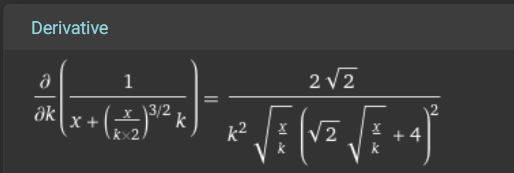 Derivative
∂/∂k (1/(x + (x/(k×2))^(3/2) k)) = 2√2/(k² √(x/k) (√2 √(x/k) + 4)²)